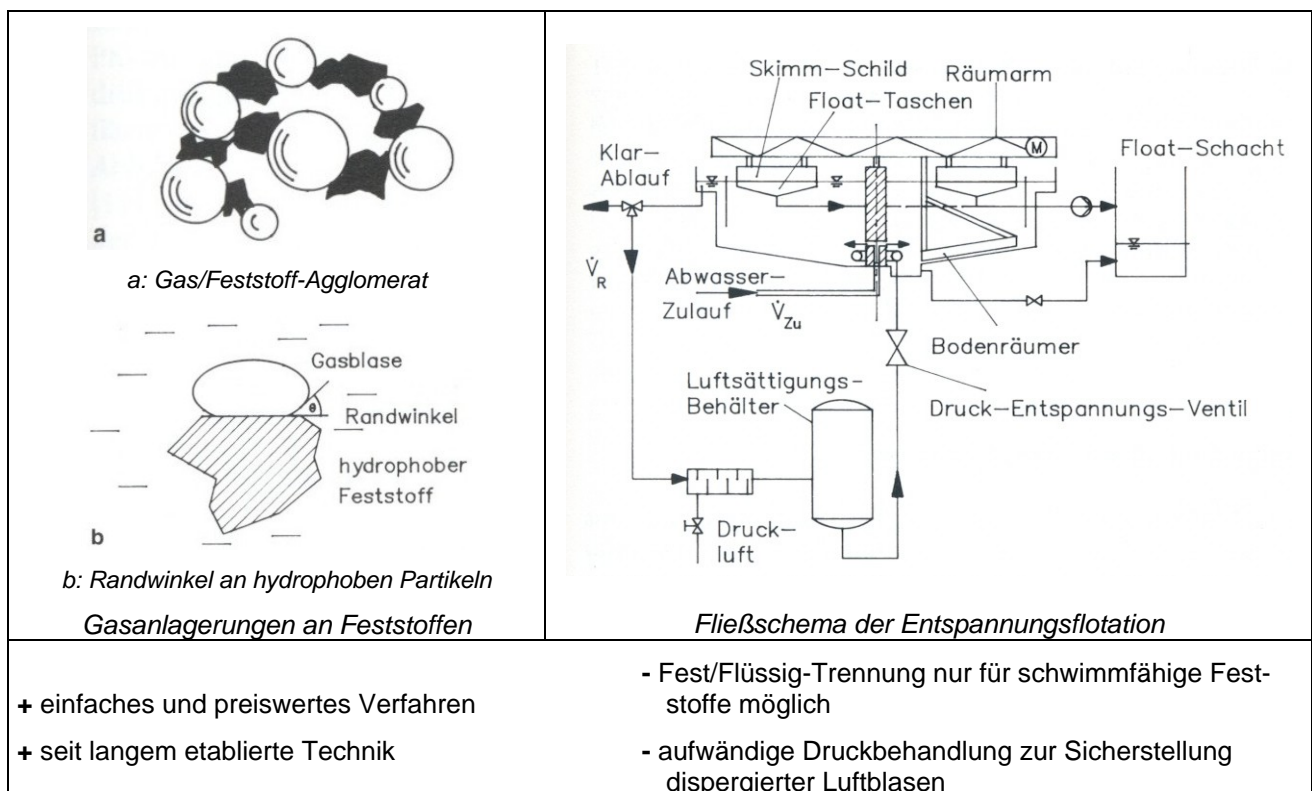 a
a: Gas/Feststoff-Agglomerat
Gasblase
θ
Randwinkel
hydrophober
Feststoff
b
b: Randwinkel an hydrophoben Partikeln
Gasanlagerungen an Feststoffen
Skimm-Schild
Räumarm
Float-Taschen
M
Klar-
Ablauf
Float-Schacht
V̇R
Abwasser-
Zulauf
V̇Zu
Bodenräumer
Luftsättigungs-
Behälter
Druck-Entspannungs-Ventil
Druck-
luft
Fließschema der Entspannungsflotation
+ einfaches und preiswertes Verfahren
+ seit langem etablierte Technik
- Fest/Flüssig-Trennung nur für schwimmfähige Fest-
stoffe möglich
- aufwändige Druckbehandlung zur Sicherstellung
dispergierter Luftblasen